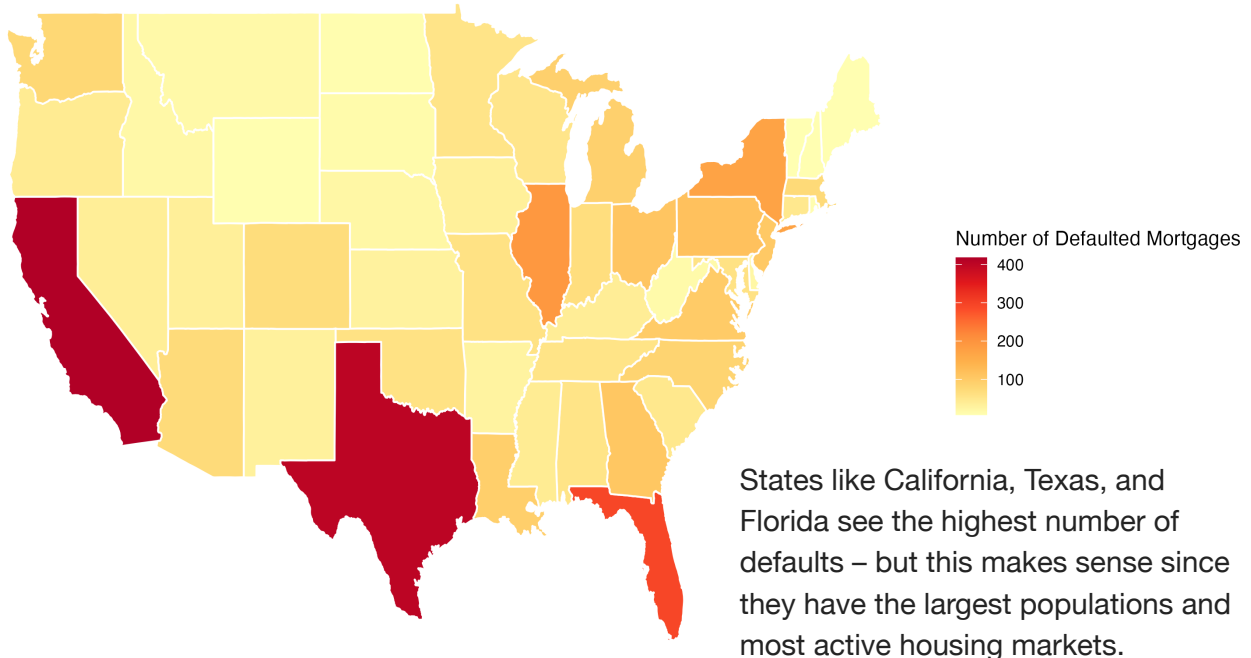 Number of Defaulted Mortgages
400
300
200
100
States like California, Texas, and
Florida see the highest number of
defaults – but this makes sense since
they have the largest populations and
most active housing markets.